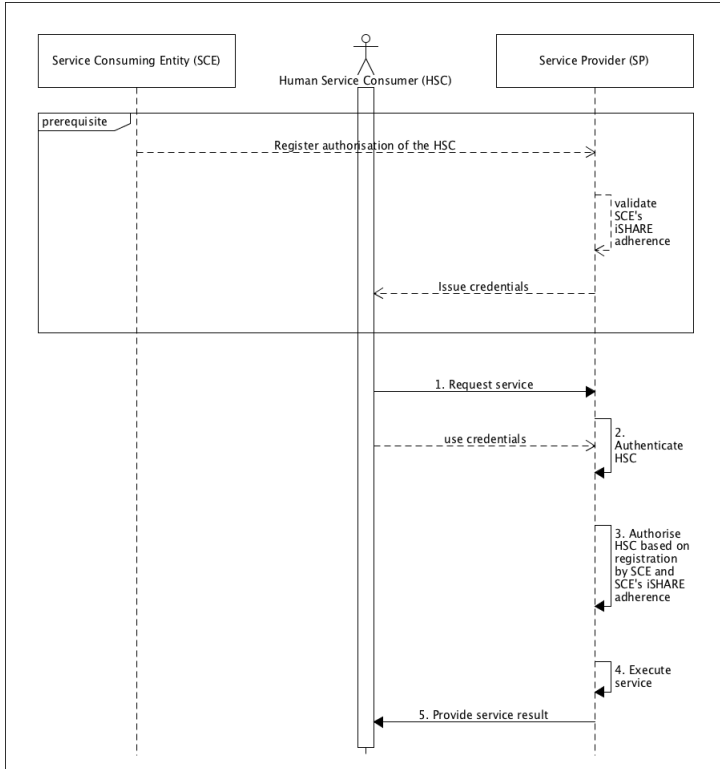 Service Consuming Entity (SCE)
Human Service Consumer (HSC)
Service Provider (SP)
prerequisite
Register authorisation of the HSC
validate
SCE's
iSHARE
adherence
Issue credentials
1. Request service
2.
Authenticate
HSC
use credentials
3. Authorise
HSC based on
registration
by SCE and
SCE's iSHARE
adherence
4. Execute
service
5. Provide service result